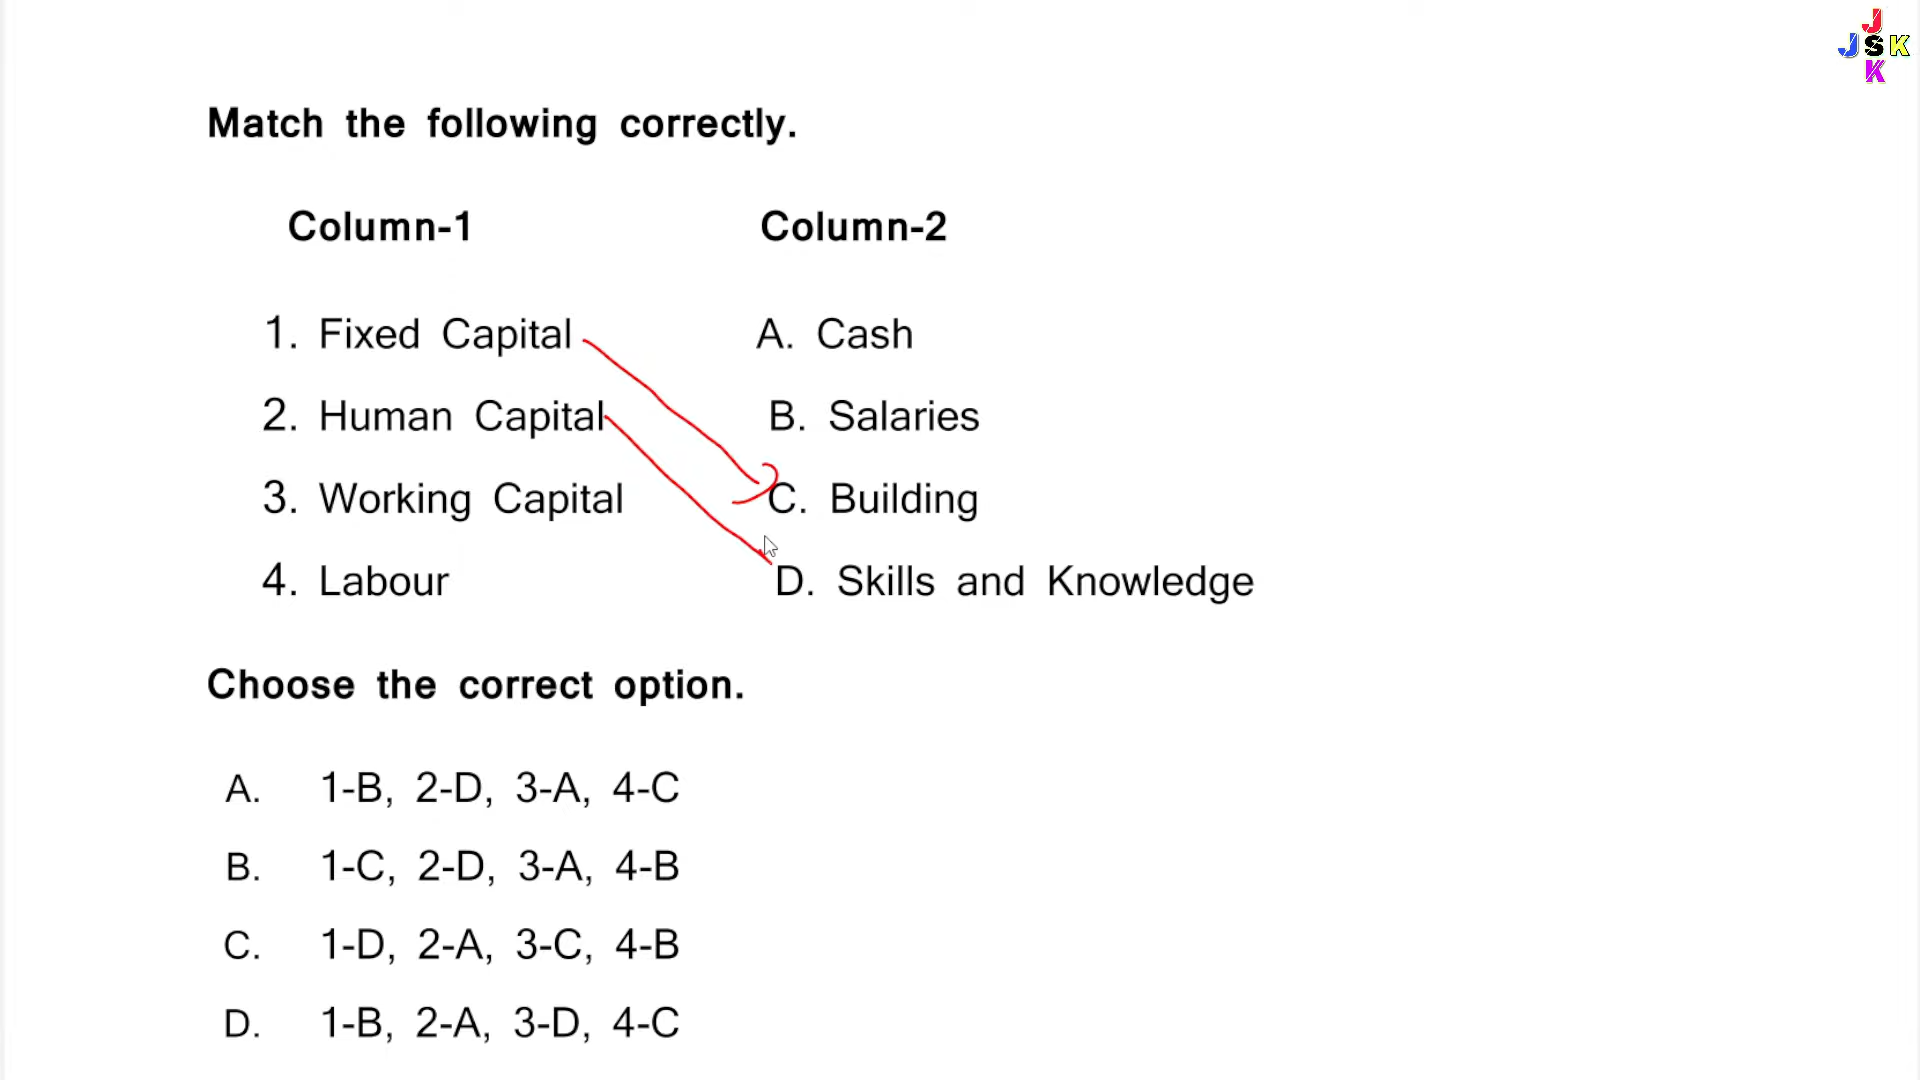 J
JSK
K
Match the following correctly.
Column-1 Column-2
1. Fixed Capital A. Cash
2. Human Capital B. Salaries
3. Working Capital C. Building
4. Labour D. Skills and Knowledge
Choose the correct option.
A. 1-B, 2-D, 3-A, 4-C
B. 1-C, 2-D, 3-A, 4-B
C. 1-D, 2-A, 3-C, 4-B
D. 1-B, 2-A, 3-D, 4-C